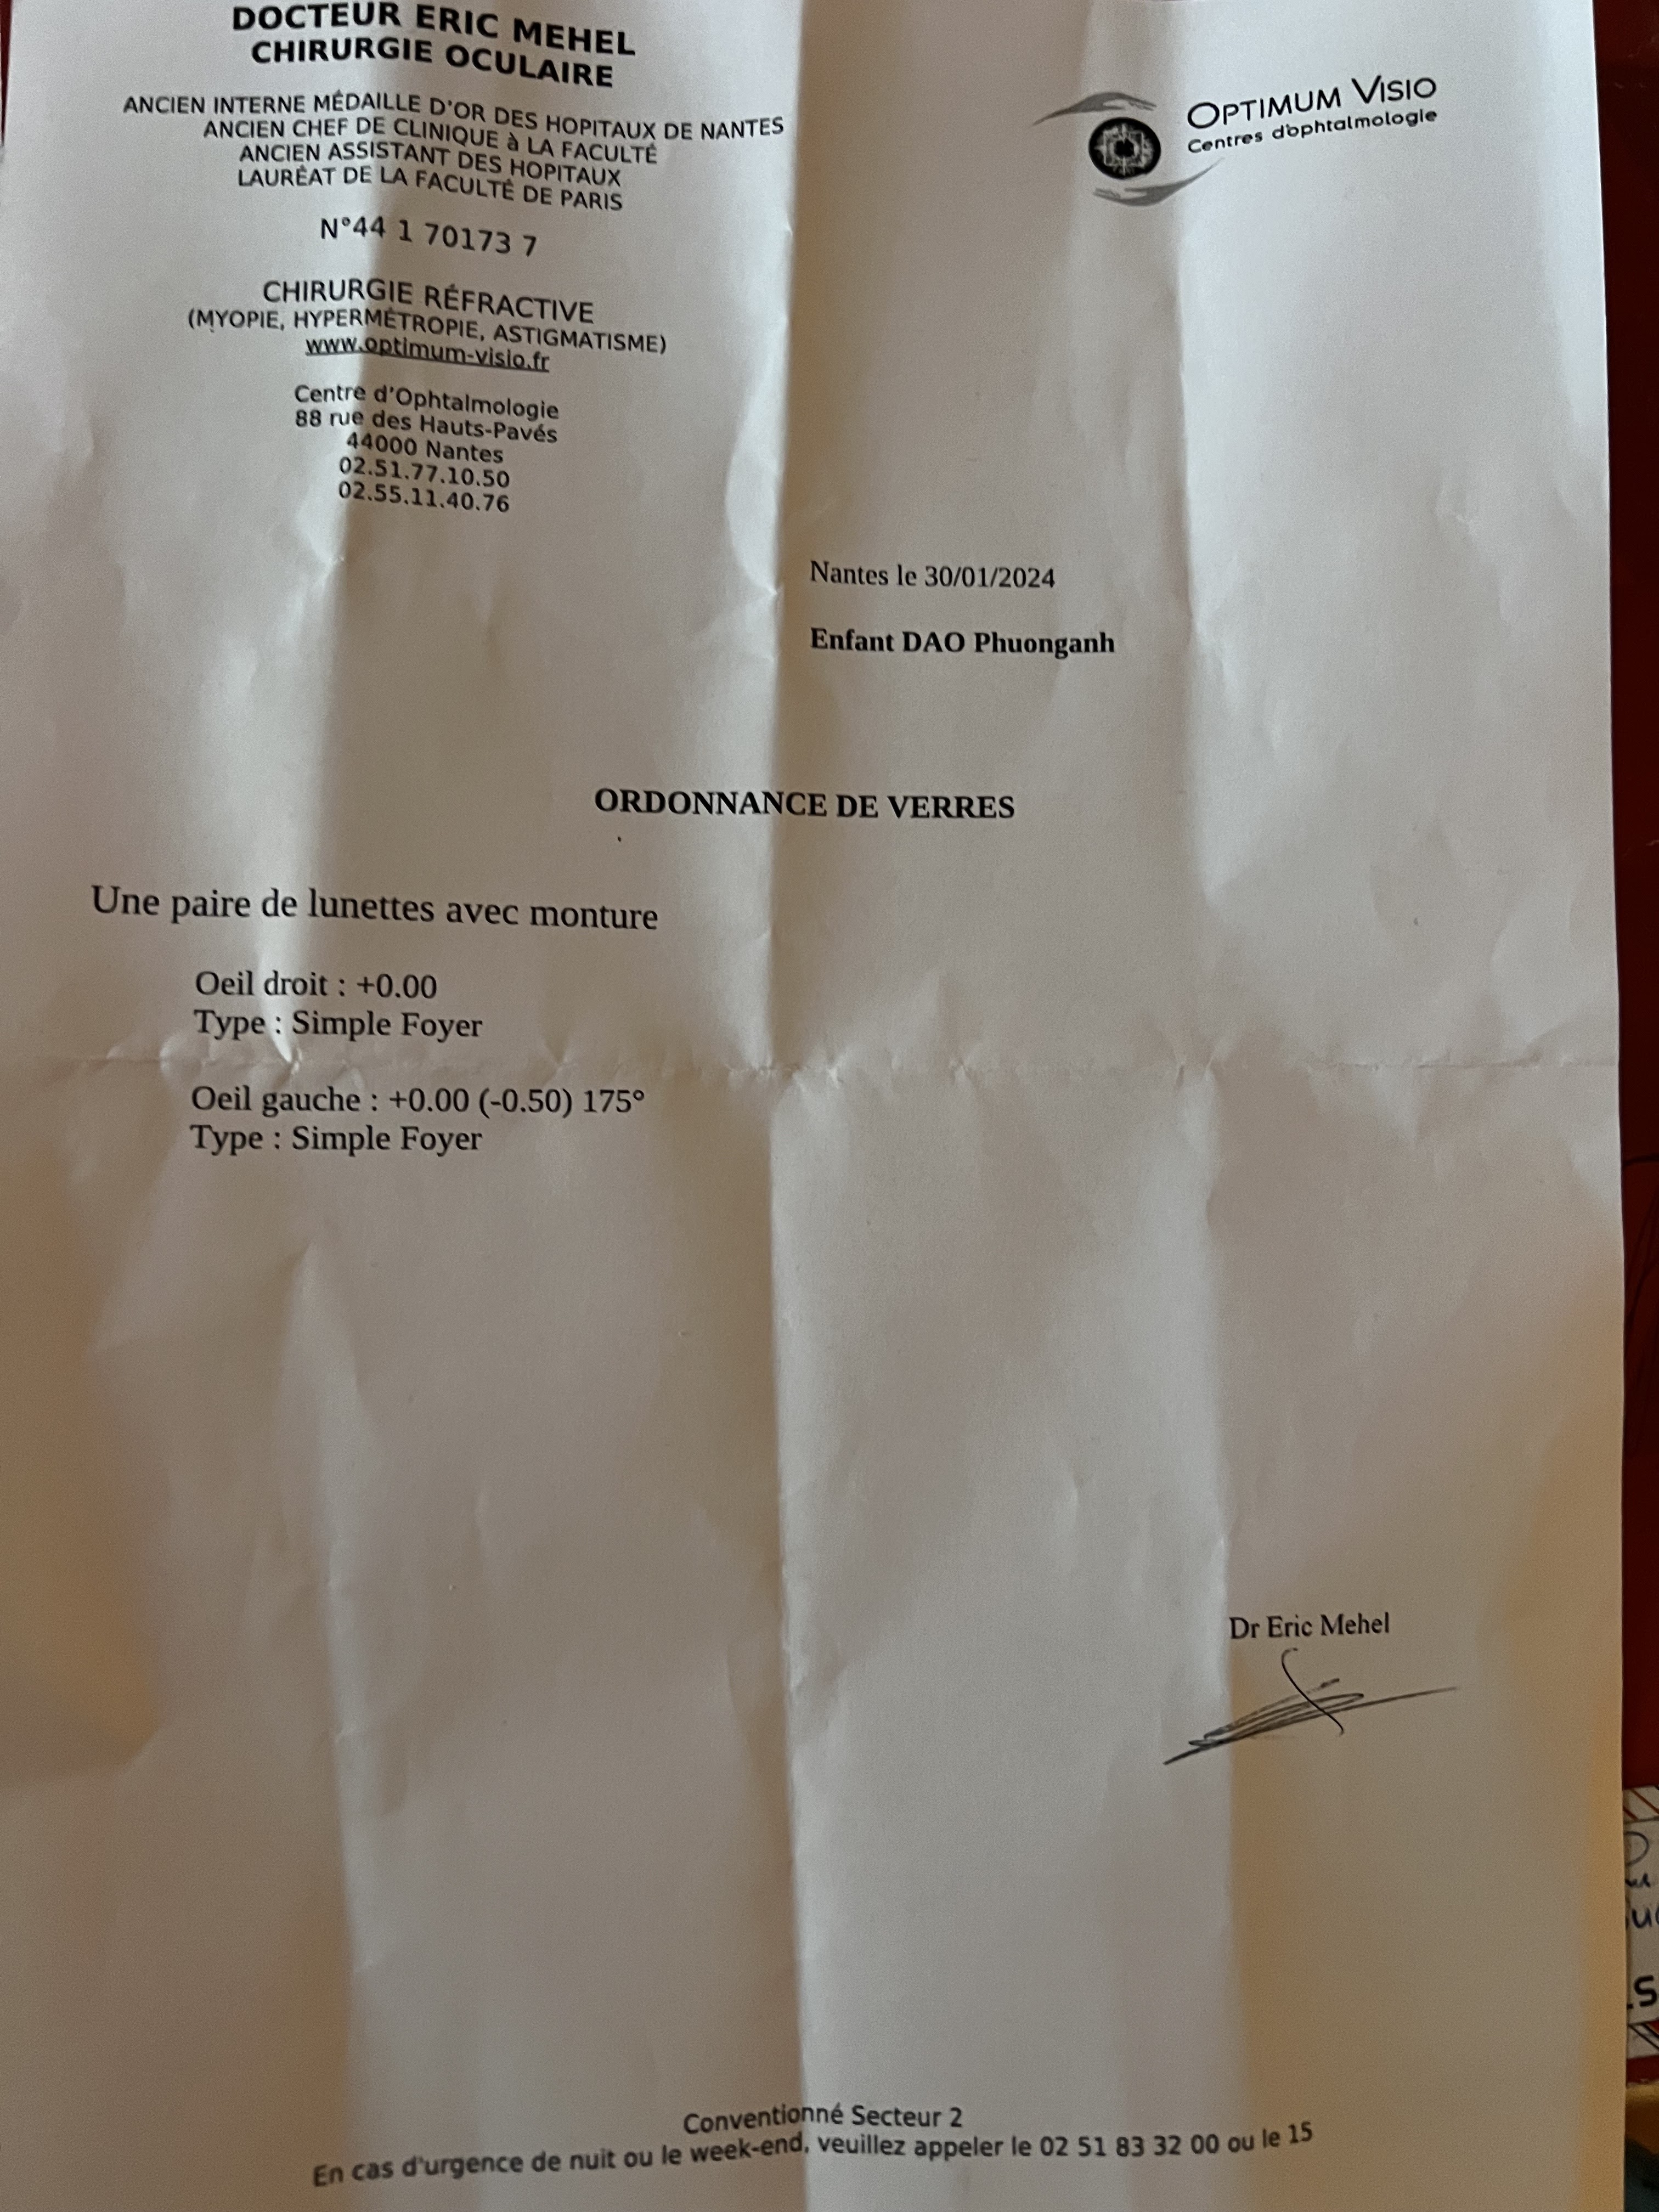 DOCTEUR ERIC MEHEL
CHIRURGIE OCULAIRE
ANCIEN INTERNE MÉDAILLE D'OR DES HOPITAUX DE NANTES
ANCIEN CHEF DE CLINIQUE à LA FACULTÉ
ANCIEN ASSISTANT DES HOPITAUX
LAURÉAT DE LA FACULTÉ DE PARIS
N°44 1 70173 7
CHIRURGIE RÉFRACTIVE
(MYOPIE, HYPERMÉTROPIE, ASTIGMATISME)
www.optimum-visio.fr
Centre d'Ophtalmologie
88 rue des Hauts-Pavés
44000 Nantes
02.51.77.10.50
02.55.11.40.76
OPTIMUM VISIO
Centres d'ophtalmologie
Nantes le 30/01/2024
Enfant DAO Phuonganh
ORDONNANCE DE VERRES
Une paire de lunettes avec monture
Oeil droit : +0.00
Type : Simple Foyer
Oeil gauche : +0.00 (-0.50) 175°
Type : Simple Foyer
Dr Eric Mehel
Conventionné Secteur 2
En cas d'urgence de nuit ou le week-end, veuillez appeler le 02 51 83 32 00 ou le 15